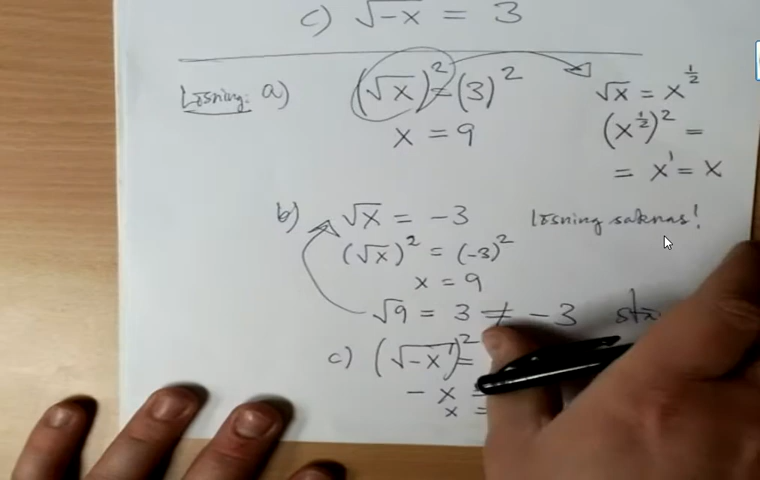 c) √-x = 3
Lösning: a) (√x)² = (3)²
x = 9
√x = x^½
(x^½)² =
= x¹ = x
b) √x = -3 Lösning saknas!
(√x)² = (-3)²
x = 9
√9 = 3 ≠ -3
c) (√-x)² =
- x =
x =